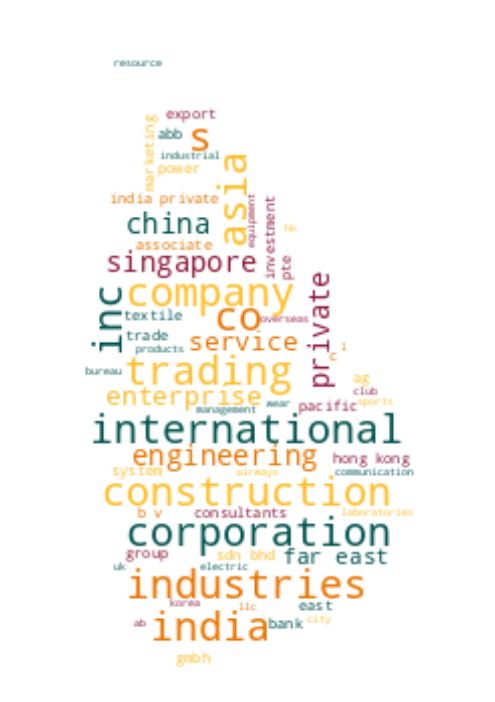 resource
export
marketing
abb
s
industrial
power
asia
india private
equipment
investment
china
hk
associate
singapore
pte
private
inc
company
textile
co
overseas
trade
service
products
l
c
bureau
trading
ag
enterprise
club
sports
management
wear
pacific
international
engineering
hong kong
system
airways
communication
construction
b v
consultants
laboratories
corporation
group
sdn bhd
far east
uk
electric
industries
korea
llc
east
ab
india
bank
city
gmbh